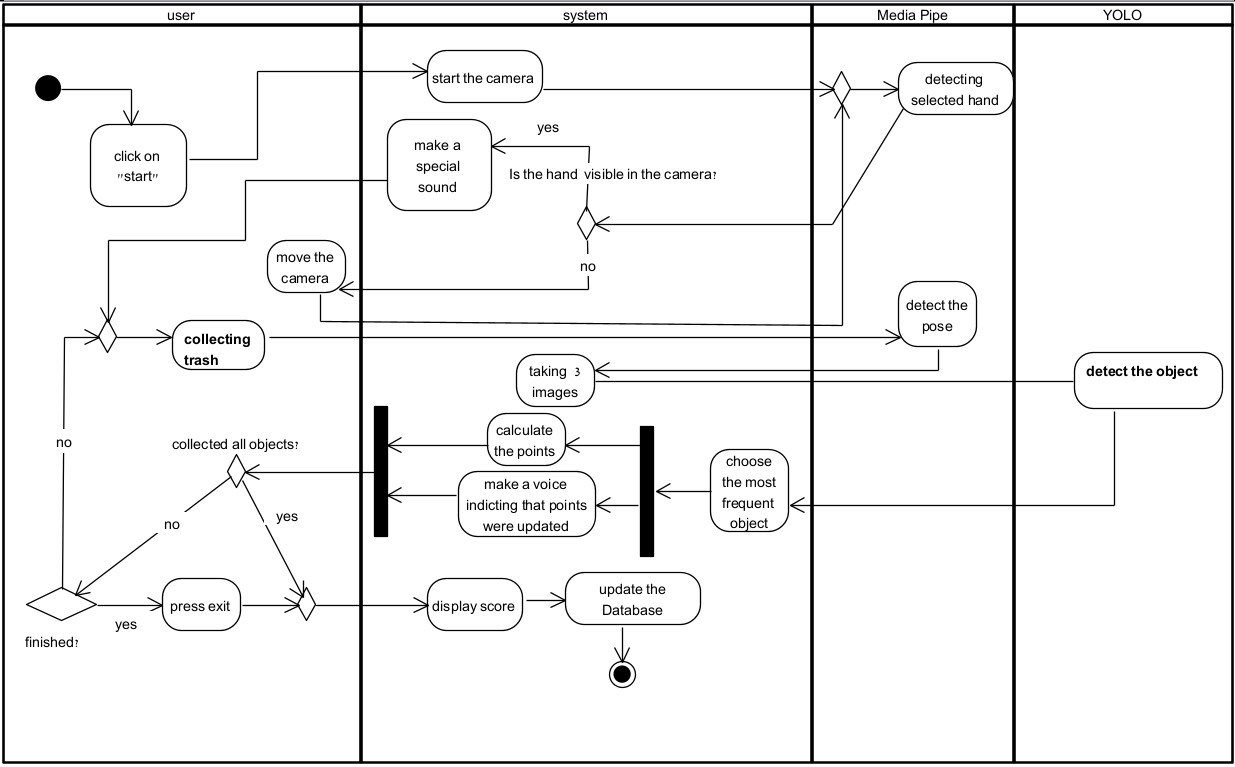 user
system
Media Pipe
YOLO
start the camera
detecting
selected hand
click on
"start"
yes
make a
special
sound
Is the hand visible in the camera?
move the
camera
no
detect the
pose
collecting
trash
taking 3
images
detect the object
no
collected all objects?
calculate
the points
choose
the most
frequent
object
make a voice
indicting that points
were updated
no
yes
press exit
display score
update the
Database
yes
finished?